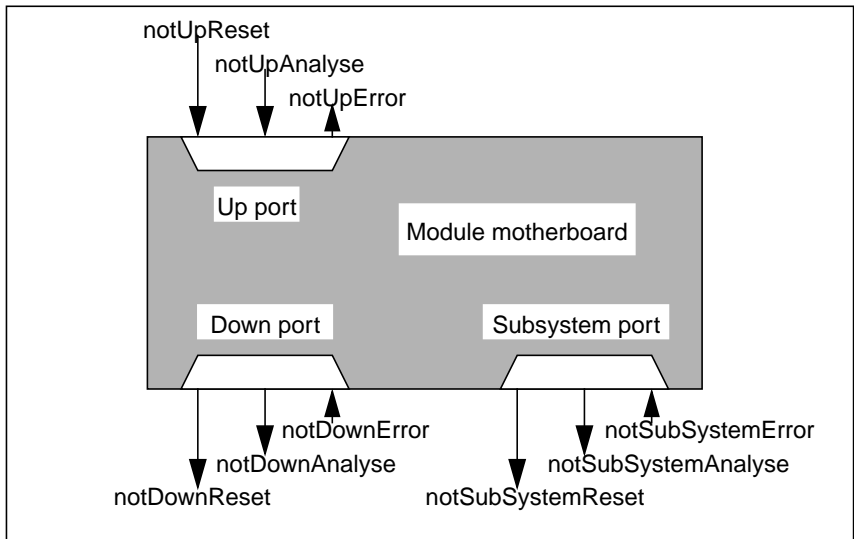 notUpReset
notUpAnalyse
notUpError
Up port
Module motherboard
Down port
Subsystem port
notDownError
notSubSystemError
notDownAnalyse
notSubSystemAnalyse
notDownReset
notSubSystemReset